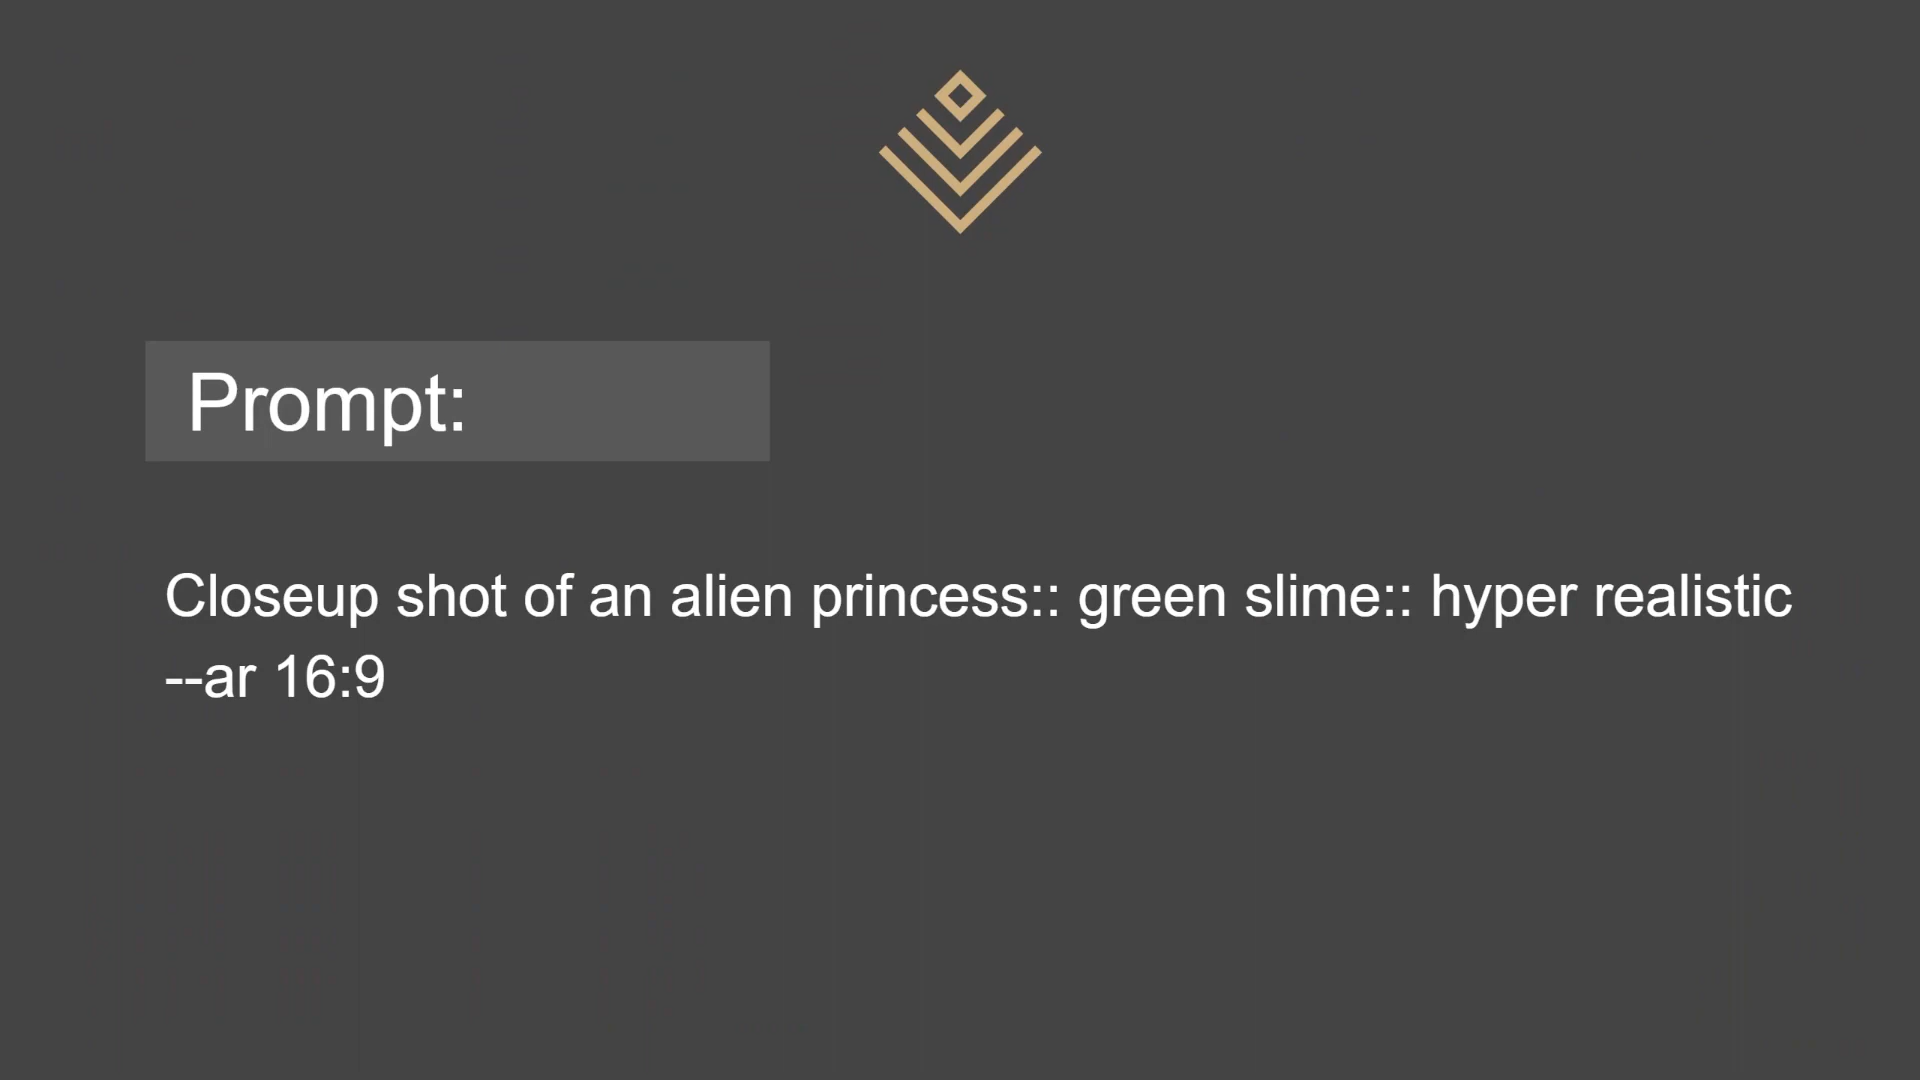 Prompt:
Closeup shot of an alien princess:: green slime:: hyper realistic
--ar 16:9